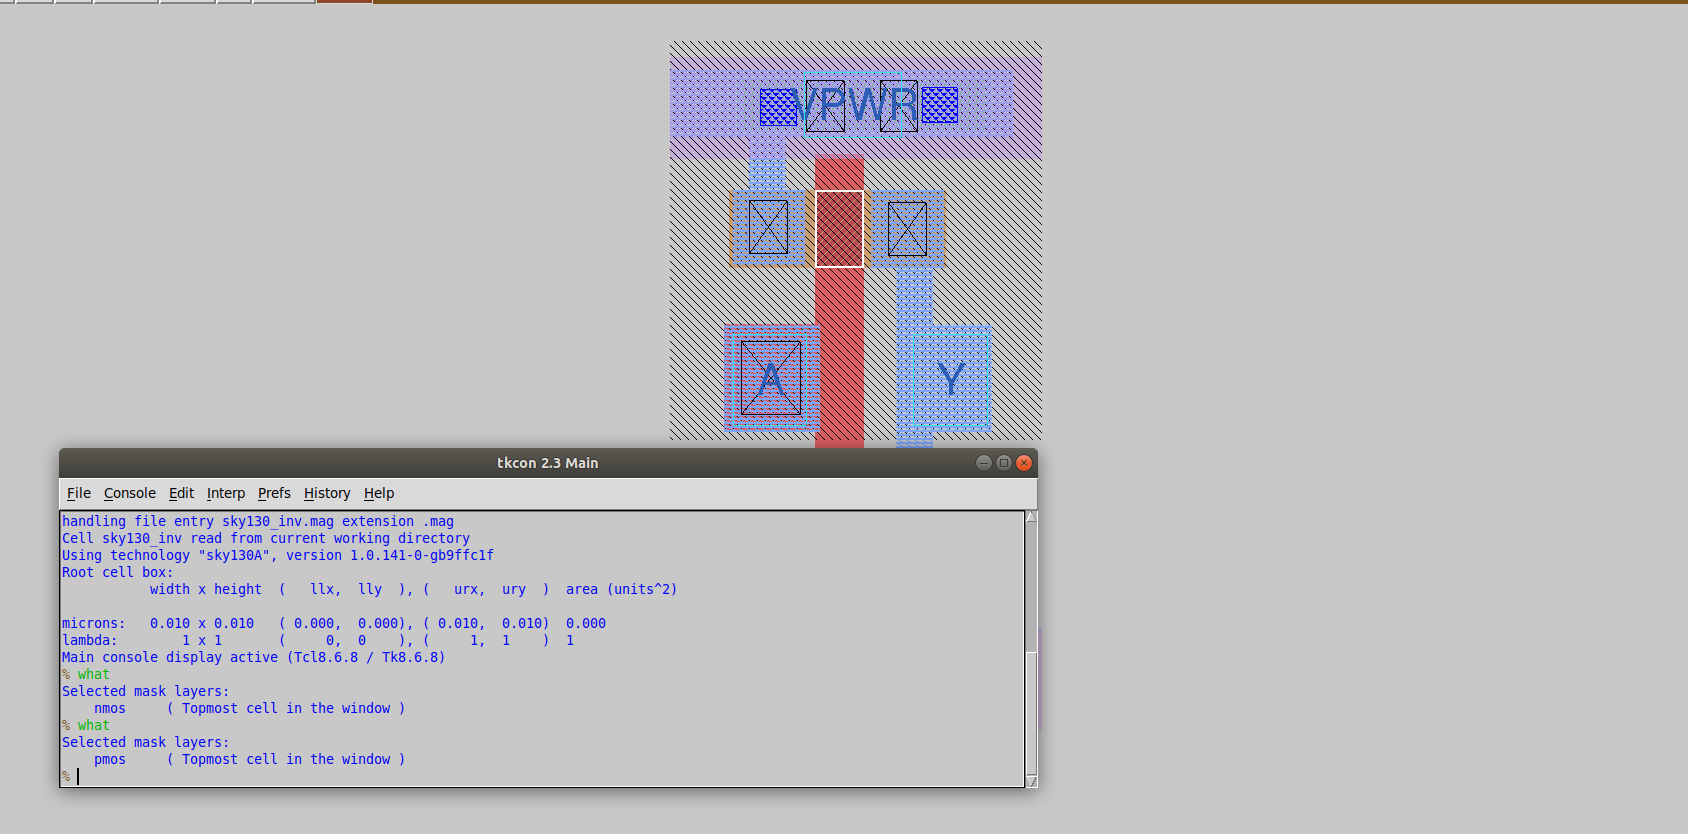 VPWR
A
Y
tkcon 2.3 Main
File Console Edit Interp Prefs History Help
handling file entry sky130_inv.mag extension .mag
Cell sky130_inv read from current working directory
Using technology "sky130A", version 1.0.141-0-gb9ffc1f
Root cell box:
width x height ( llx, lly ), ( urx, ury ) area (units^2)
microns: 0.010 x 0.010 ( 0.000, 0.000), ( 0.010, 0.010) 0.000
lambda: 1 x 1 ( 0, 0 ), ( 1, 1 ) 1
Main console display active (Tcl8.6.8 / Tk8.6.8)
% what
Selected mask layers:
nmos ( Topmost cell in the window )
% what
Selected mask layers:
pmos ( Topmost cell in the window )
%